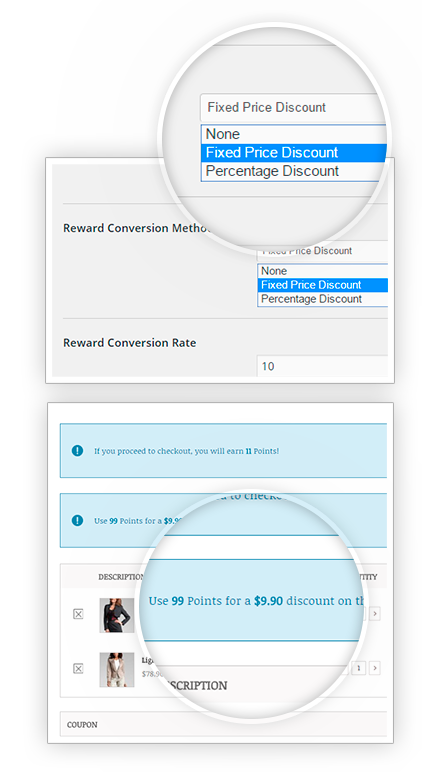 Fixed Price Discount
None
Fixed Price Discount
Percentage Discount
Reward Conversion Metho
Fixed Price Discount
None
Fixed Price Discount
Percentage Discount
Reward Conversion Rate
10
If you proceed to checkout, you will earn 11 Points!
d to checko
Use 99 Points for a $9.90
DESCRIPTION
TITY
Use 99 Points for a $9.90 discount on th
Lig
1
$78.90
SCRIPTION
COUPON